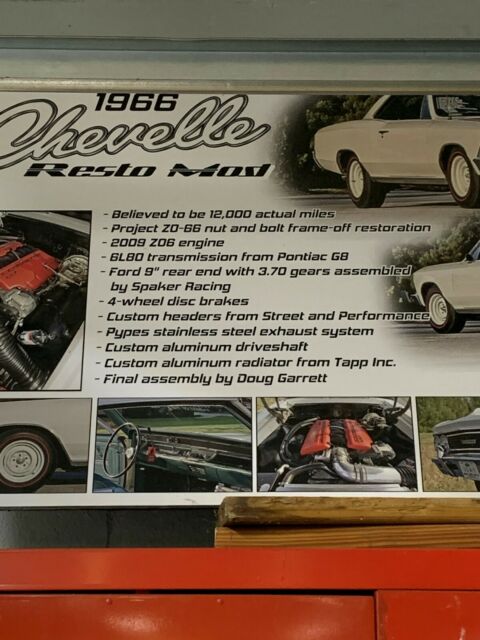 1966
Chevelle
Resto Mod
- Believed to be 12,000 actual miles
- Project ZO-66 nut and bolt frame-off restoration
- 2009 ZO6 engine
- 6L80 transmission from Pontiac G8
- Ford 9" rear end with 3.70 gears assembled
by Spaker Racing
- 4-wheel disc brakes
- Custom headers from Street and Performance
- Pypes stainless steel exhaust system
- Custom aluminum driveshaft
- Custom aluminum radiator from Tapp Inc.
- Final assembly by Doug Garrett